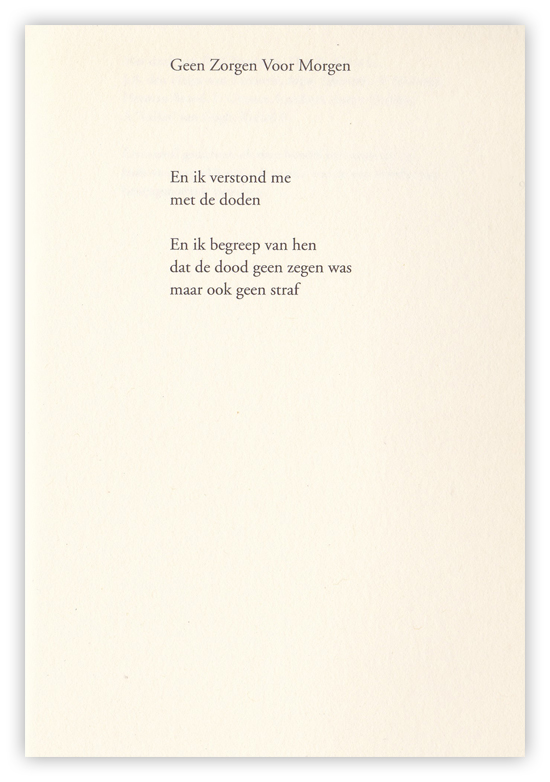 Geen Zorgen Voor Morgen
En ik verstond me
met de doden
En ik begreep van hen
dat de dood geen zegen was
maar ook geen straf